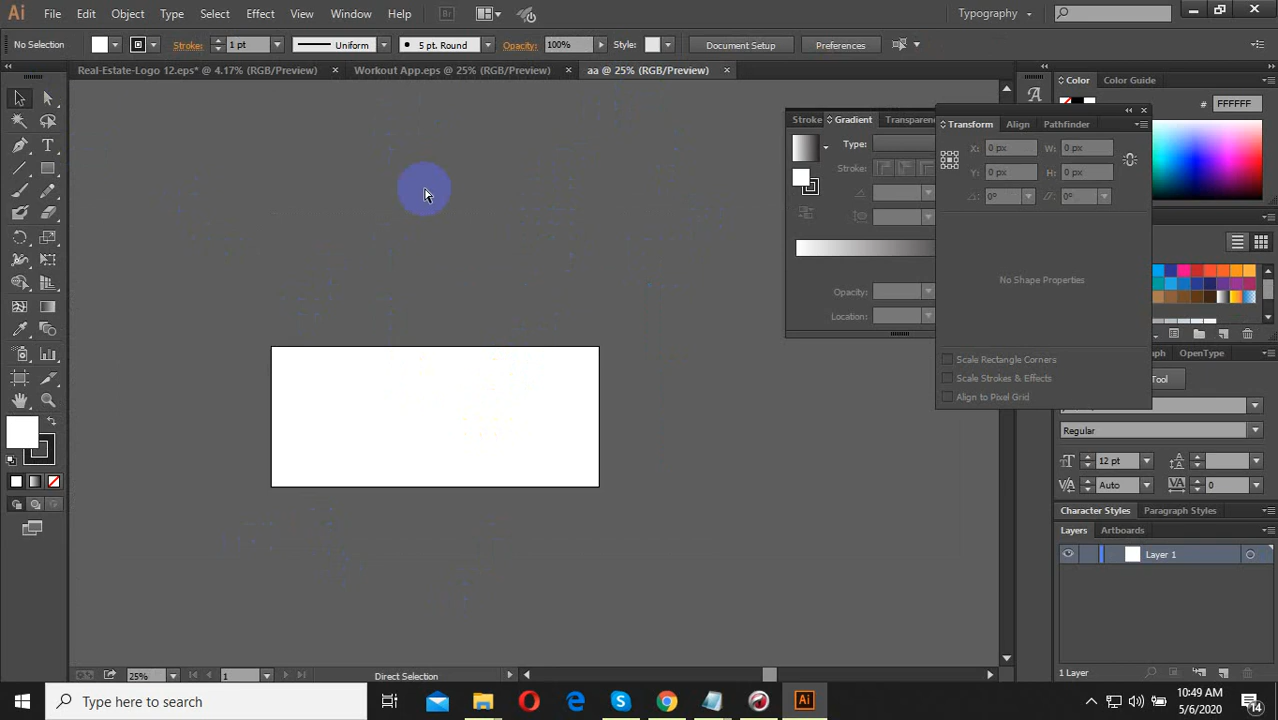 Ai File Edit Object Type Select Effect View Window Help Br Typography
No Selection Stroke: 1 pt Uniform 5 pt. Round Opacity: 100% Style: Document Setup Preferences
Real-Estate-Logo 12.eps* @ 4.17% (RGB/Preview) × Workout App.eps @ 25% (RGB/Preview) × aa @ 25% (RGB/Preview) ×
Color Color Guide
# FFFFFF
Stroke Gradient Transparen
Type:
Stroke:
Opacity:
Location:
Transform Align Pathfinder
X: 0 px W: 0 px
Y: 0 px H: 0 px
0° 0°
No Shape Properties
Scale Rectangle Corners
Scale Strokes & Effects
Align to Pixel Grid
OpenType
Tool
Regular
12 pt
Auto 0
Character Styles Paragraph Styles
Layers Artboards
Layer 1
1 Layer
25% 1 Direct Selection
Type here to search
10:49 AM
5/6/2020
14